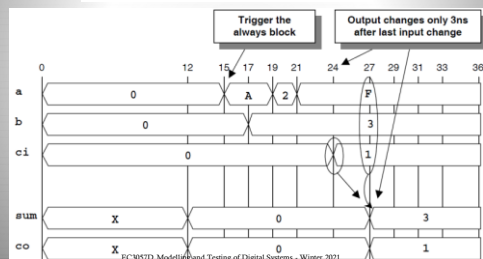 Trigger the
always block
Output changes only 3ns
after last input change
0 12 15 17 19 21 24 27 29 31 33 36
a 0 A 2 F
b 0 3
ci 0 1
sum X 0 3
co X 0 1
EC3057D Modelling and Testing of Digital Systems - Winter 2021